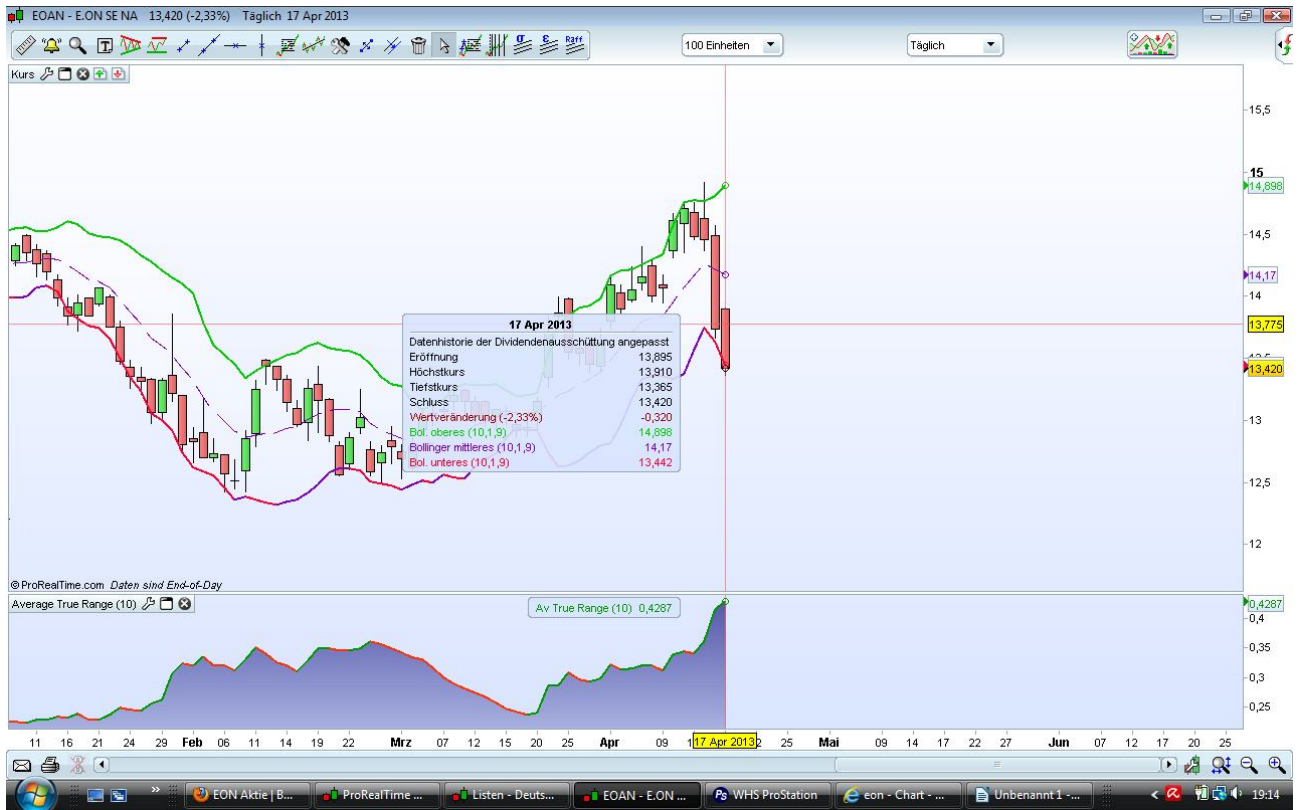 EOAN - E.ON SE NA 13,420 (-2,33%) Täglich 17 Apr 2013
T
σ
ε
Raff
100 Einheiten
Täglich
Kurs
15,5
15
14,898
14,5
14,17
14
13,775
13,420
13
12,5
12
17 Apr 2013
Datenhistorie der Dividendenausschüttung angepasst
Eröffnung 13,895
Höchstkurs 13,910
Tiefstkurs 13,365
Schluss 13,420
Wertveränderung (-2,33%) -0,320
Bol. oberes (10,1,9) 14,898
Bollinger mittleres (10,1,9) 14,17
Bol. unteres (10,1,9) 13,442
© ProRealTime.com Daten sind End-of-Day
Average True Range (10)
Av True Range (10) 0,4287
0,4287
0,4
0,35
0,3
0,25
11 16 21 24 29 Feb 06 11 14 19 22 Mrz 07 12 15 20 25 Apr 09 17 Apr 2013 25 Mai 09 14 17 22 27 Jun 07 12 17 20 25
EON Aktie | B...
ProRealTime ...
Listen - Deuts...
EOAN - E.ON ...
Ps WHS ProStation
eon - Chart - ...
Unbenannt 1 -...
19:14